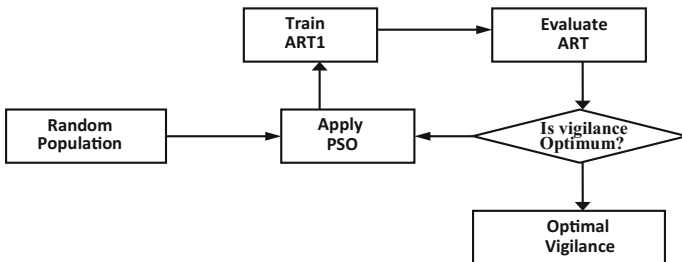 Train
ART1
Evaluate
ART
Random
Population
Apply
PSO
Is vigilance
Optimum?
Optimal
Vigilance